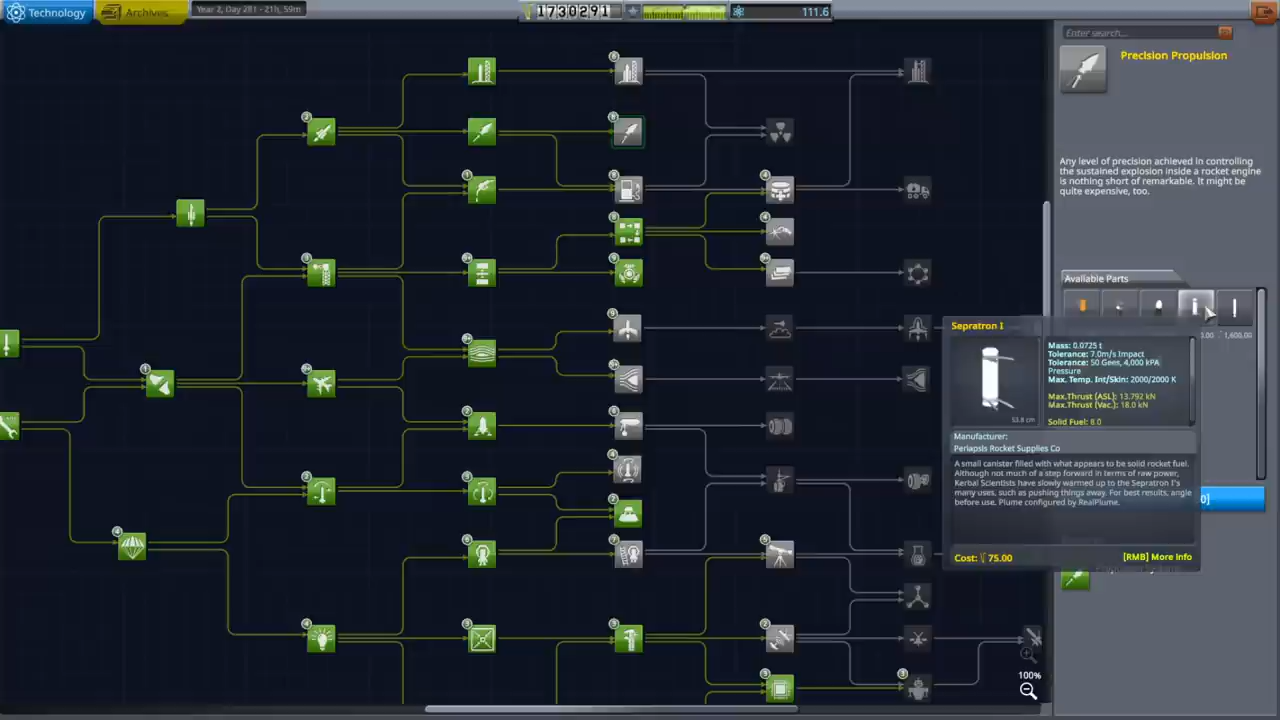 Technology
Archives
Year 2, Day 281 - 21h, 59m
1730291
111.6
Enter search...
Precision Propulsion
Any level of precision achieved in controlling
the sustained explosion inside a rocket engine
is nothing short of remarkable. It might be
quite expensive, too.
Available Parts
1,600.00
Sepratron I
Mass: 0.0725 t
Tolerance: 7.0m/s Impact
Tolerance: 50 Gees, 4,000 kPA
Pressure
Max. Temp. Int/Skin: 2000/2000 K
Max.Thrust (ASL): 13.792 kN
Max.Thrust (Vac.): 18.0 kN
Solid Fuel: 8.0
53.8 cm
Manufacturer:
Periapsis Rocket Supplies Co
A small canister filled with what appears to be solid rocket fuel.
Although not much of a step forward in terms of raw power,
Kerbal Scientists have slowly warmed up to the Sepratron I's
many uses, such as pushing things away. For best results, angle
before use. Plume configured by RealPlume.
Cost: 75.00
[RMB] More Info
100%